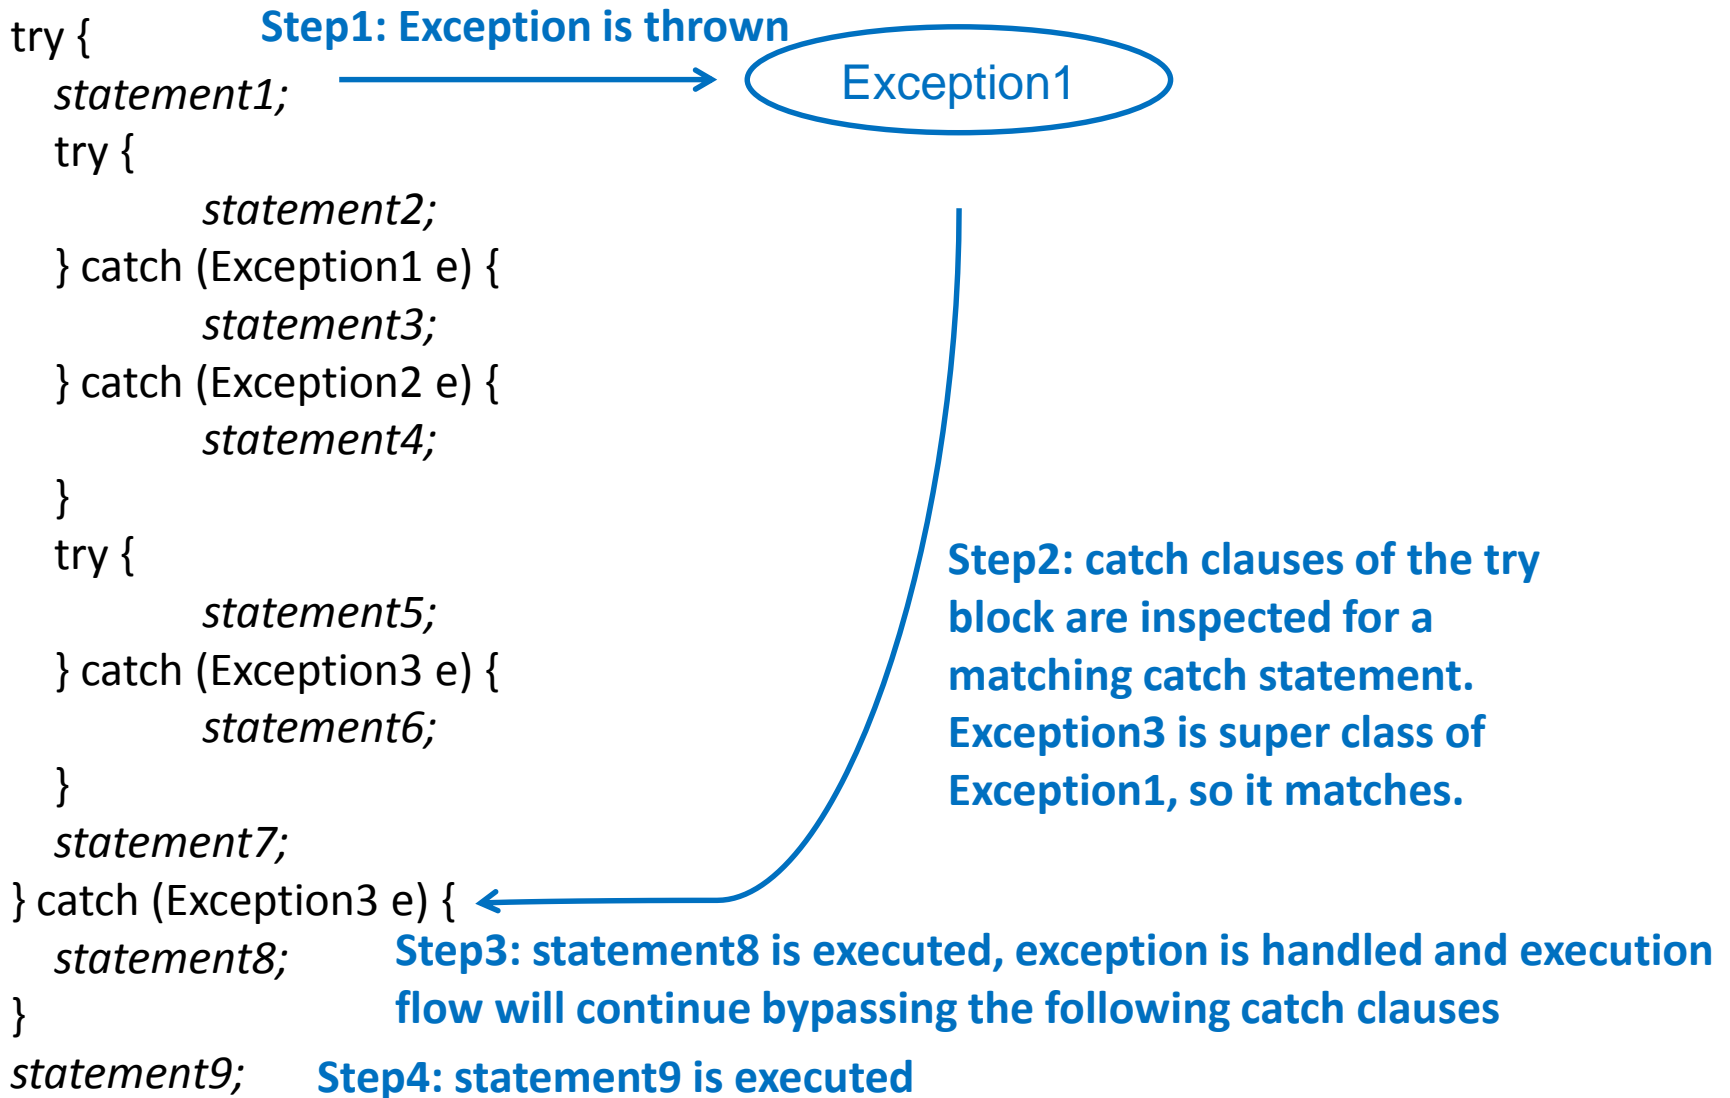 try {
Step1: Exception is thrown
Exception1
statement1;
try {
statement2;
} catch (Exception1 e) {
statement3;
} catch (Exception2 e) {
statement4;
}
try {
statement5;
} catch (Exception3 e) {
statement6;
}
Step2: catch clauses of the try
block are inspected for a
matching catch statement.
Exception3 is super class of
Exception1, so it matches.
statement7;
} catch (Exception3 e) {
statement8;
Step3: statement8 is executed, exception is handled and execution
flow will continue bypassing the following catch clauses
}
statement9;
Step4: statement9 is executed